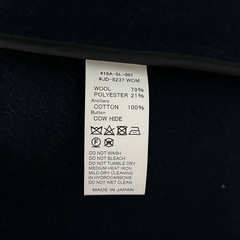 #18A-SL-001
#JD-8237 WOM
WOOL 79%
POLYESTER 21%
Ancillary
COTTON 100%
Button
COW HIDE
DO NOT WASH
DO NOT BLEACH
DO NOT TUMBLE DRY
MEDIUM HEAT IRON
MILD DRY CLEANING
IN HYDROCARBONS
DO NOT WET CLEAN
MADE IN JAPAN